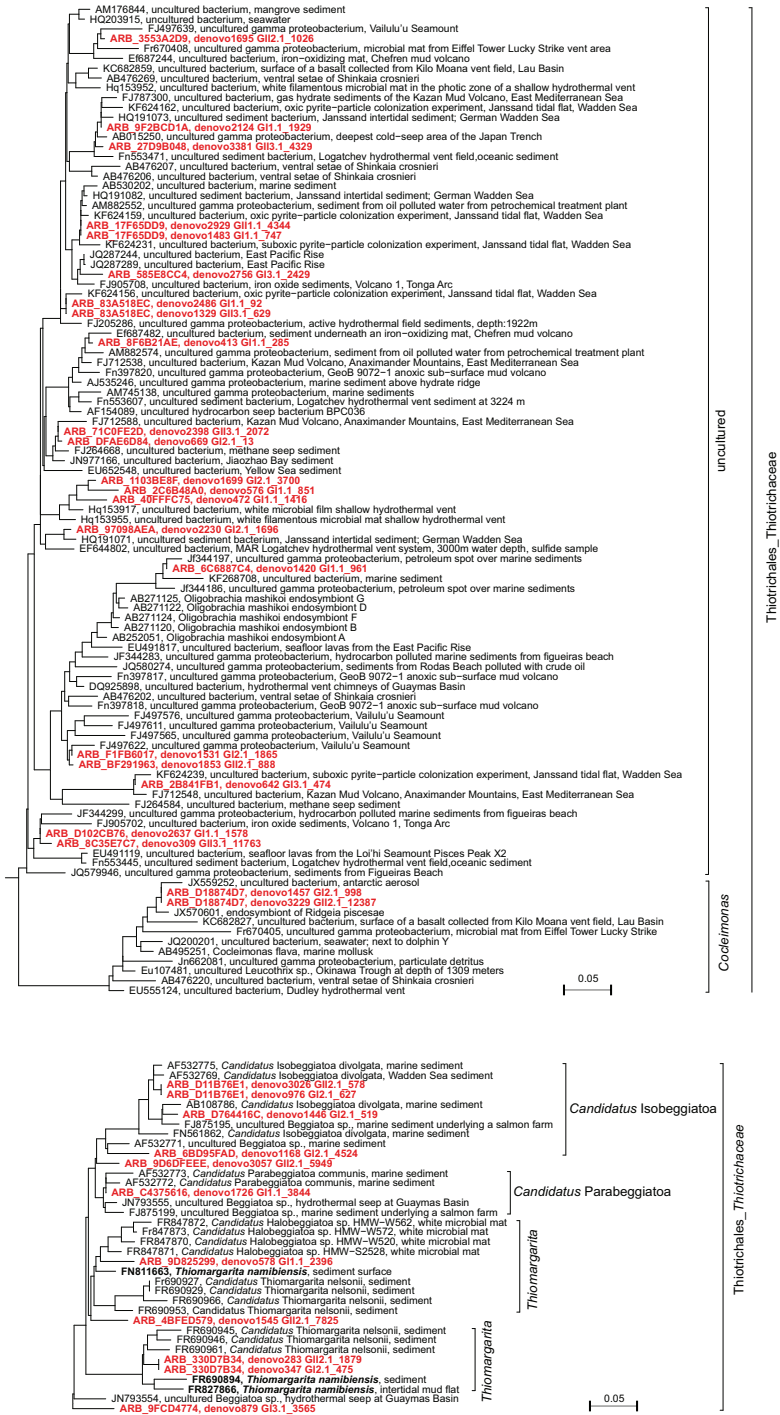 AM176844, uncultured bacterium, mangrove sediment
HQ203915, uncultured bacterium, seawater
FJ497639, uncultured gamma proteobacterium, Vailulu'u Seamount
ARB_3553A2D9, denovo1695 GII2.1_1026
Fr670408, uncultured gamma proteobacterium, microbial mat from Eiffel Tower Lucky Strike vent area
Ef687244, uncultured bacterium, iron-oxidizing mat, Chefren mud volcano
KC682859, uncultured bacterium, surface of a basalt collected from Kilo Moana vent field, Lau Basin
AB476269, uncultured bacterium, ventral setae of Shinkaia crosnieri
Hq153952, uncultured bacterium, white filamentous microbial mat in the photic zone of a shallow hydrothermal vent
FJ787300, uncultured bacterium, gas hydrate sediments of the Kazan Mud Volcano, East Mediterranean Sea
KF624162, uncultured bacterium, oxic pyrite−particle colonization experiment, Janssand tidal flat, Wadden Sea
HQ191073, uncultured sediment bacterium, Janssand intertidal sediment; German Wadden Sea
ARB_9F2BCD1A, denovo2124 GI1.1_1929
AB015250, uncultured gamma proteobacterium, deepest cold−seep area of the Japan Trench
ARB_27D9B048, denovo3381 GII3.1_4329
Fn553471, uncultured sediment bacterium, Logatchev hydrothermal vent field,oceanic sediment
AB476207, uncultured bacterium, ventral setae of Shinkaia crosnieri
AB476206, uncultured bacterium, ventral setae of Shinkaia crosnieri
AB530202, uncultured bacterium, marine sediment
HQ191082, uncultured sediment bacterium, Janssand intertidal sediment; German Wadden Sea
AM882552, uncultured gamma proteobacterium, sediment from oil polluted water from petrochemical treatment plant
KF624159, uncultured bacterium, oxic pyrite−particle colonization experiment, Janssand tidal flat, Wadden Sea
ARB_17F65DD9, denovo2929 GII1.1_4344
ARB_17F65DD9, denovo1483 GI1.1_747
KF624231, uncultured bacterium, suboxic pyrite−particle colonization experiment, Janssand tidal flat, Wadden Sea
JQ287244, uncultured bacterium, East Pacific Rise
JQ287289, uncultured bacterium, East Pacific Rise
ARB_585E8CC4, denovo2756 GI3.1_2429
FJ905708, uncultured bacterium, iron oxide sediments, Volcano 1, Tonga Arc
KF624156, uncultured bacterium, oxic pyrite−particle colonization experiment, Janssand tidal flat, Wadden Sea
ARB_83A518EC, denovo2486 GI1.1_92
ARB_83A518EC, denovo1329 GII3.1_629
FJ205286, uncultured gamma proteobacterium, active hydrothermal field sediments, depth:1922m
Ef687482, uncultured bacterium, sediment underneath an iron-oxidizing mat, Chefren mud volcano
ARB_8F6B21AE, denovo413 GI1.1_285
AM882574, uncultured gamma proteobacterium, sediment from oil polluted water from petrochemical treatment plant
FJ712538, uncultured bacterium, Kazan Mud Volcano, Anaximander Mountains, East Mediterranean Sea
Fn397820, uncultured gamma proteobacterium, GeoB 9072−1 anoxic sub−surface mud volcano
AJ535246, uncultured gamma proteobacterium, marine sediment above hydrate ridge
AM745138, uncultured gamma proteobacterium, marine sediments
Fn553607, uncultured sediment bacterium, Logatchev hydrothermal vent sediment at 3224 m
AF154089, uncultured hydrocarbon seep bacterium BPC036
FJ712588, uncultured bacterium, Kazan Mud Volcano, Anaximander Mountains, East Mediterranean Sea
ARB_71C0FE2D, denovo2398 GII3.1_2072
ARB_DFAE6D84, denovo669 GI2.1_13
FJ264668, uncultured bacterium, methane seep sediment
JN977166, uncultured bacterium, Jiaozhao Bay sediment
EU652548, uncultured bacterium, Yellow Sea sediment
ARB_1103BE8F, denovo1699 GI2.1_3700
ARB_2C6B48A0, denovo576 GI1.1_851
ARB_40FFFC75, denovo472 GI1.1_1416
Hq153917, uncultured bacterium, white microbial film shallow hydrothermal vent
Hq153955, uncultured bacterium, white filamentous microbial mat shallow hydrothermal vent
ARB_97098AEA, denovo2230 GI2.1_1696
HQ191071, uncultured sediment bacterium, Janssand intertidal sediment; German Wadden Sea
EF644802, uncultured bacterium, MAR Logatchev hydrothermal vent system, 3000m water depth, sulfide sample
Jf344197, uncultured gamma proteobacterium, petroleum spot over marine sediments
ARB_6C6887C4, denovo1420 GI1.1_961
KF268708, uncultured bacterium, marine sediment
Jf344186, uncultured gamma proteobacterium, petroleum spot over marine sediments
AB271125, Oligobrachia mashikoi endosymbiont G
AB271122, Oligobrachia mashikoi endosymbiont D
AB271124, Oligobrachia mashikoi endosymbiont F
AB271120, Oligobrachia mashikoi endosymbiont B
AB252051, Oligobrachia mashikoi endosymbiont A
EU491817, uncultured bacterium, seafloor lavas from the East Pacific Rise
JF344283, uncultured gamma proteobacterium, hydrocarbon polluted marine sediments from figueiras beach
JQ580274, uncultured gamma proteobacterium, sediments from Rodas Beach polluted with crude oil
Fn397817, uncultured gamma proteobacterium, GeoB 9072−1 anoxic sub−surface mud volcano
DQ925898, uncultured bacterium, hydrothermal vent chimneys of Guaymas Basin
AB476202, uncultured bacterium, ventral setae of Shinkaia crosnieri
Fn397818, uncultured gamma proteobacterium, GeoB 9072−1 anoxic sub−surface mud volcano
FJ497576, uncultured gamma proteobacterium, Vailulu'u Seamount
FJ497611, uncultured gamma proteobacterium, Vailulu'u Seamount
FJ497565, uncultured gamma proteobacterium, Vailulu'u Seamount
FJ497622, uncultured gamma proteobacterium, Vailulu'u Seamount
ARB_F1FB6017, denovo1531 GI2.1_1865
ARB_BF291963, denovo1853 GII2.1_888
KF624239, uncultured bacterium, suboxic pyrite−particle colonization experiment, Janssand tidal flat, Wadden Sea
ARB_2B841FB1, denovo642 GI3.1_474
FJ712548, uncultured bacterium, Kazan Mud Volcano, Anaximander Mountains, East Mediterranean Sea
FJ264584, uncultured bacterium, methane seep sediment
JF344299, uncultured gamma proteobacterium, hydrocarbon polluted marine sediments from figueiras beach
FJ905702, uncultured bacterium, iron oxide sediments, Volcano 1, Tonga Arc
ARB_D102CB76, denovo2637 GI1.1_1578
ARB_8C35E7C7, denovo309 GII3.1_11763
EU491119, uncultured bacterium, seafloor lavas from the Loi'hi Seamount Pisces Peak X2
Fn553445, uncultured sediment bacterium, Logatchev hydrothermal vent field,oceanic sediment
JQ579946, uncultured gamma proteobacterium, sediments from Figueiras Beach
uncultured
Thiotrichales_Thiotrichaceae
JX559252, uncultured bacterium, antarctic aerosol
ARB_D18874D7, denovo1457 GI2.1_998
ARB_D18874D7, denovo3229 GII2.1_12387
JX570601, endosymbiont of Ridgeia piscesae
KC682827, uncultured bacterium, surface of a basalt collected from Kilo Moana vent field, Lau Basin
Fr670405, uncultured gamma proteobacterium, microbial mat from Eiffel Tower Lucky Strike
JQ200201, uncultured bacterium, seawater; next to dolphin Y
AB495251, Cocleimonas flava, marine mollusk
Jn662081, uncultured gamma proteobacterium, particulate detritus
Eu107481, uncultured Leucothrix sp., Okinawa Trough at depth of 1309 meters
AB476220, uncultured bacterium, ventral setae of Shinkaia crosnieri
EU555124, uncultured bacterium, Dudley hydrothermal vent
Cocleimonas
0.05
AF532775, Candidatus Isobeggiatoa divolgata, marine sediment
AF532769, Candidatus Isobeggiatoa divolgata, Wadden Sea sediment
ARB_D11B76E1, denovo3026 GII2.1_578
ARB_D11B76E1, denovo976 GI2.1_627
AB108786, Candidatus Isobeggiatoa divolgata, marine sediment
ARB_D764416C, denovo1446 GI2.1_519
FJ875195, uncultured Beggiatoa sp., marine sediment underlying a salmon farm
FN561862, Candidatus Isobeggiatoa divolgata, marine sediment
AF532771, uncultured Beggiatoa sp., marine sediment
ARB_6BD95FAD, denovo1168 GI2.1_4524
Candidatus Isobeggiatoa
ARB_9D6DFEEE, denovo3057 GII2.1_5949
AF532773, Candidatus Parabeggiatoa communis, marine sediment
AF532772, Candidatus Parabeggiatoa communis, marine sediment
ARB_C4375616, denovo1726 GI1.1_3844
JN793555, uncultured Beggiatoa sp., hydrothermal seep at Guaymas Basin
FJ875199, uncultured Beggiatoa sp., marine sediment underlying a salmon farm
Candidatus Parabeggiatoa
FR847872, Candidatus Halobeggiatoa sp. HMW−W562, white microbial mat
Fr847873, Candidatus Halobeggiatoa sp. HMW−W572, white microbial mat
FR847870, Candidatus Halobeggiatoa sp. HMW−W520, white microbial mat
FR847871, Candidatus Halobeggiatoa sp. HMW−S2528, white microbial mat
ARB_9D825299, denovo578 GI1.1_2396
FN811663, Thiomargarita namibiensis, sediment surface
Fr690927, Candidatus Thiomargarita nelsonii, sediment
FR690929, Candidatus Thiomargarita nelsonii, sediment
FR690966, Candidatus Thiomargarita nelsonii, sediment
FR690953, Candidatus Thiomargarita nelsonii, sediment
Thiomargarita
ARB_4BFED579, denovo1545 GII2.1_7825
FR690945, Candidatus Thiomargarita nelsonii, sediment
FR690946, Candidatus Thiomargarita nelsonii, sediment
FR690961, Candidatus Thiomargarita nelsonii, sediment
ARB_330D7B34, denovo283 GII2.1_1879
ARB_330D7B34, denovo347 GI2.1_475
FR690894, Thiomargarita namibiensis, sediment
FR827866, Thiomargarita namibiensis, intertidal mud flat
Thiomargarita
JN793554, uncultured Beggiatoa sp., hydrothermal seep at Guaymas Basin
ARB_9FCD4774, denovo879 GI3.1_3565
Thiotrichales_Thiotrichaceae
0.05